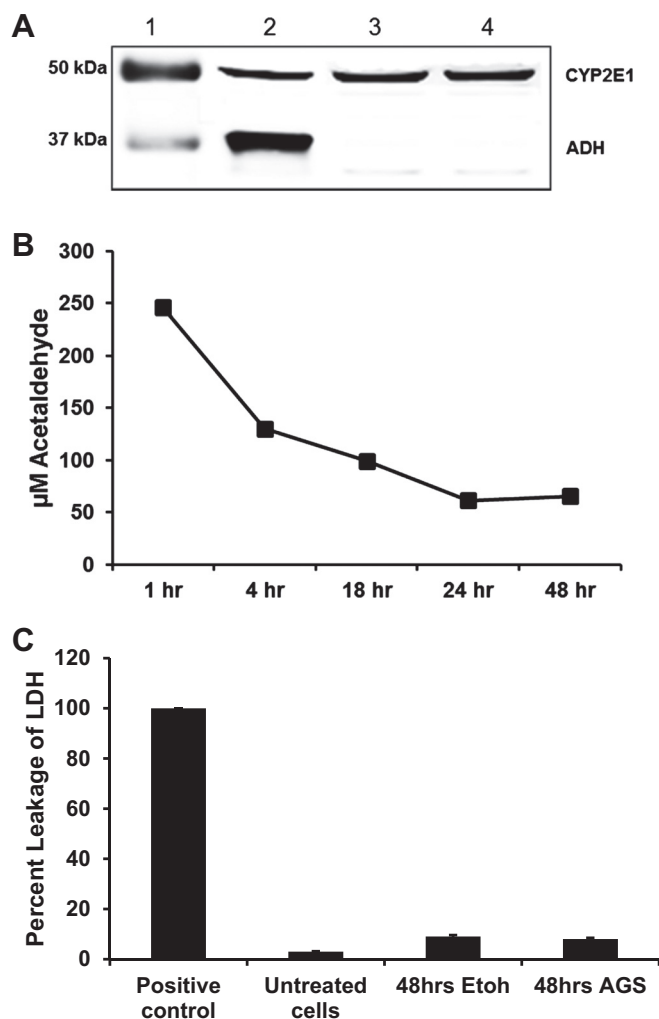 A
1 2 3 4
50 kDa
CYP2E1
37 kDa
ADH
B
300
250
200
150
100
50
0
µM Acetaldehyde
1 hr 4 hr 18 hr 24 hr 48 hr
C
120
100
80
60
40
20
0
Percent Leakage of LDH
Positive control
Untreated cells
48hrs Etoh
48hrs AGS